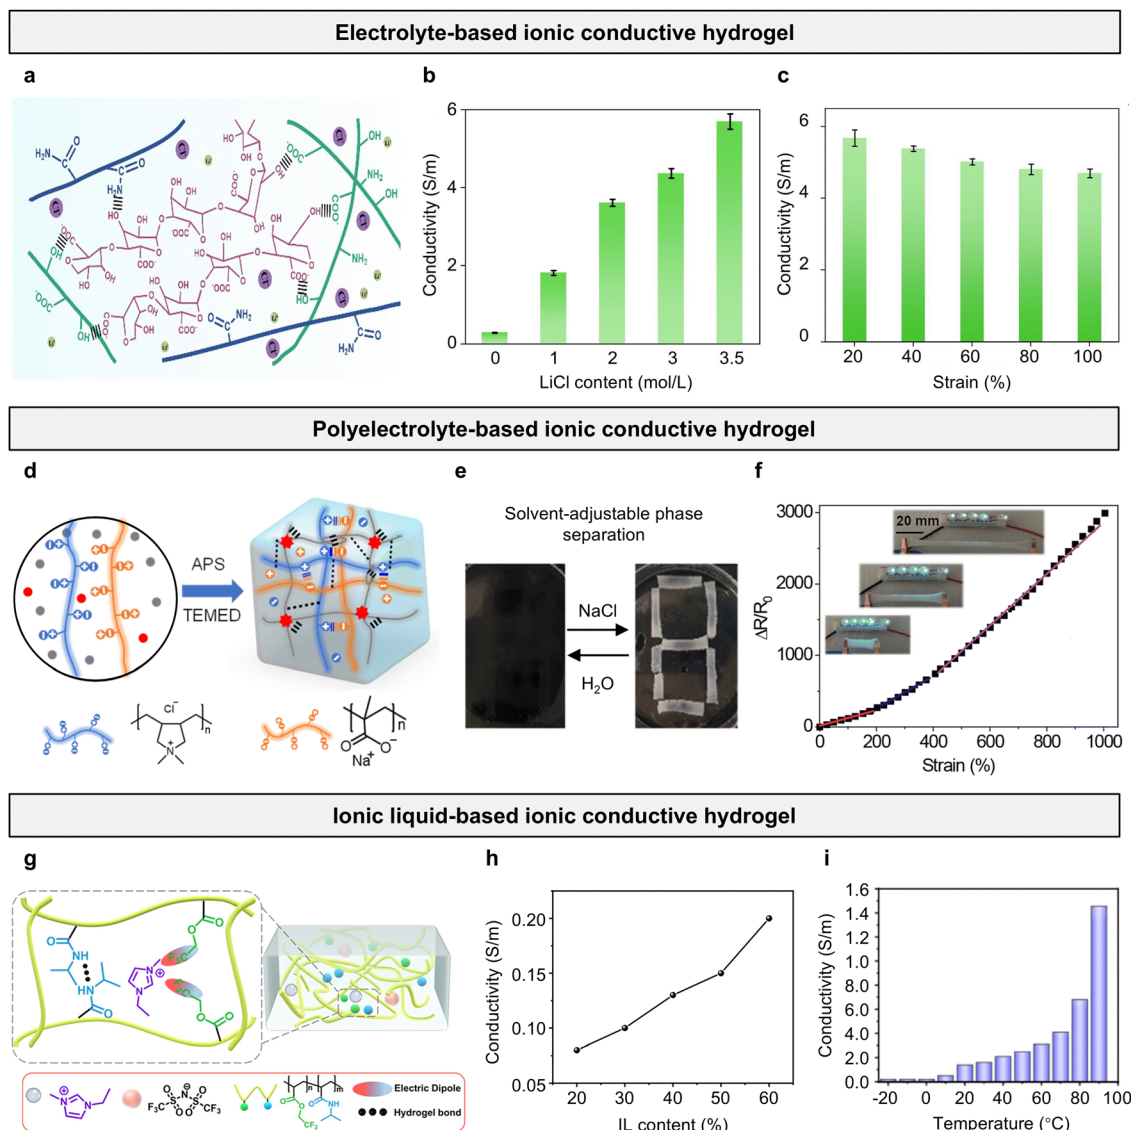 Electrolyte-based ionic conductive hydrogel
a
b
c
Conductivity (S/m)
6
4
2
0
0 1 2 3 3.5
LiCl content (mol/L)
Conductivity (S/m)
6
4
2
0
20 40 60 80 100
Strain (%)
Polyelectrolyte-based ionic conductive hydrogel
d
e
f
APS
TEMED
Cl⁻
n
N
+
n
O
O⁻
Na⁺
Solvent-adjustable phase
separation
NaCl
H₂O
ΔR/R₀
3000
2000
1000
0
20 mm
0 200 400 600 800 1000
Strain (%)
Ionic liquid-based ionic conductive hydrogel
g
h
i
Electric Dipole
Hydrogel bond
Conductivity (S/m)
0.20
0.15
0.10
0.05
20 30 40 50 60
IL content (%)
Conductivity (S/m)
1.6
1.4
1.2
8.0
6.0
4.0
2.0
0.0
-20 0 20 40 60 80 100
Temperature (°C)